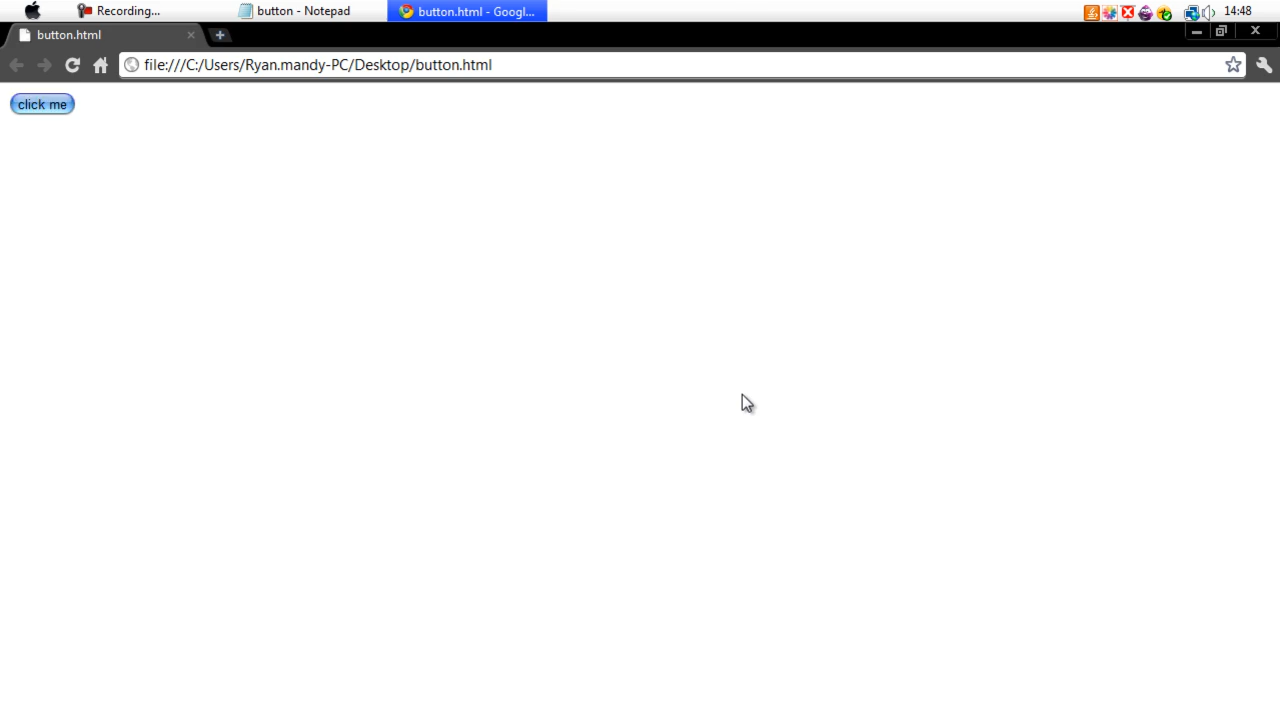 Recording...
button - Notepad
button.html - Googl...
14:48
button.html
file:///C:/Users/Ryan.mandy-PC/Desktop/button.html
click me